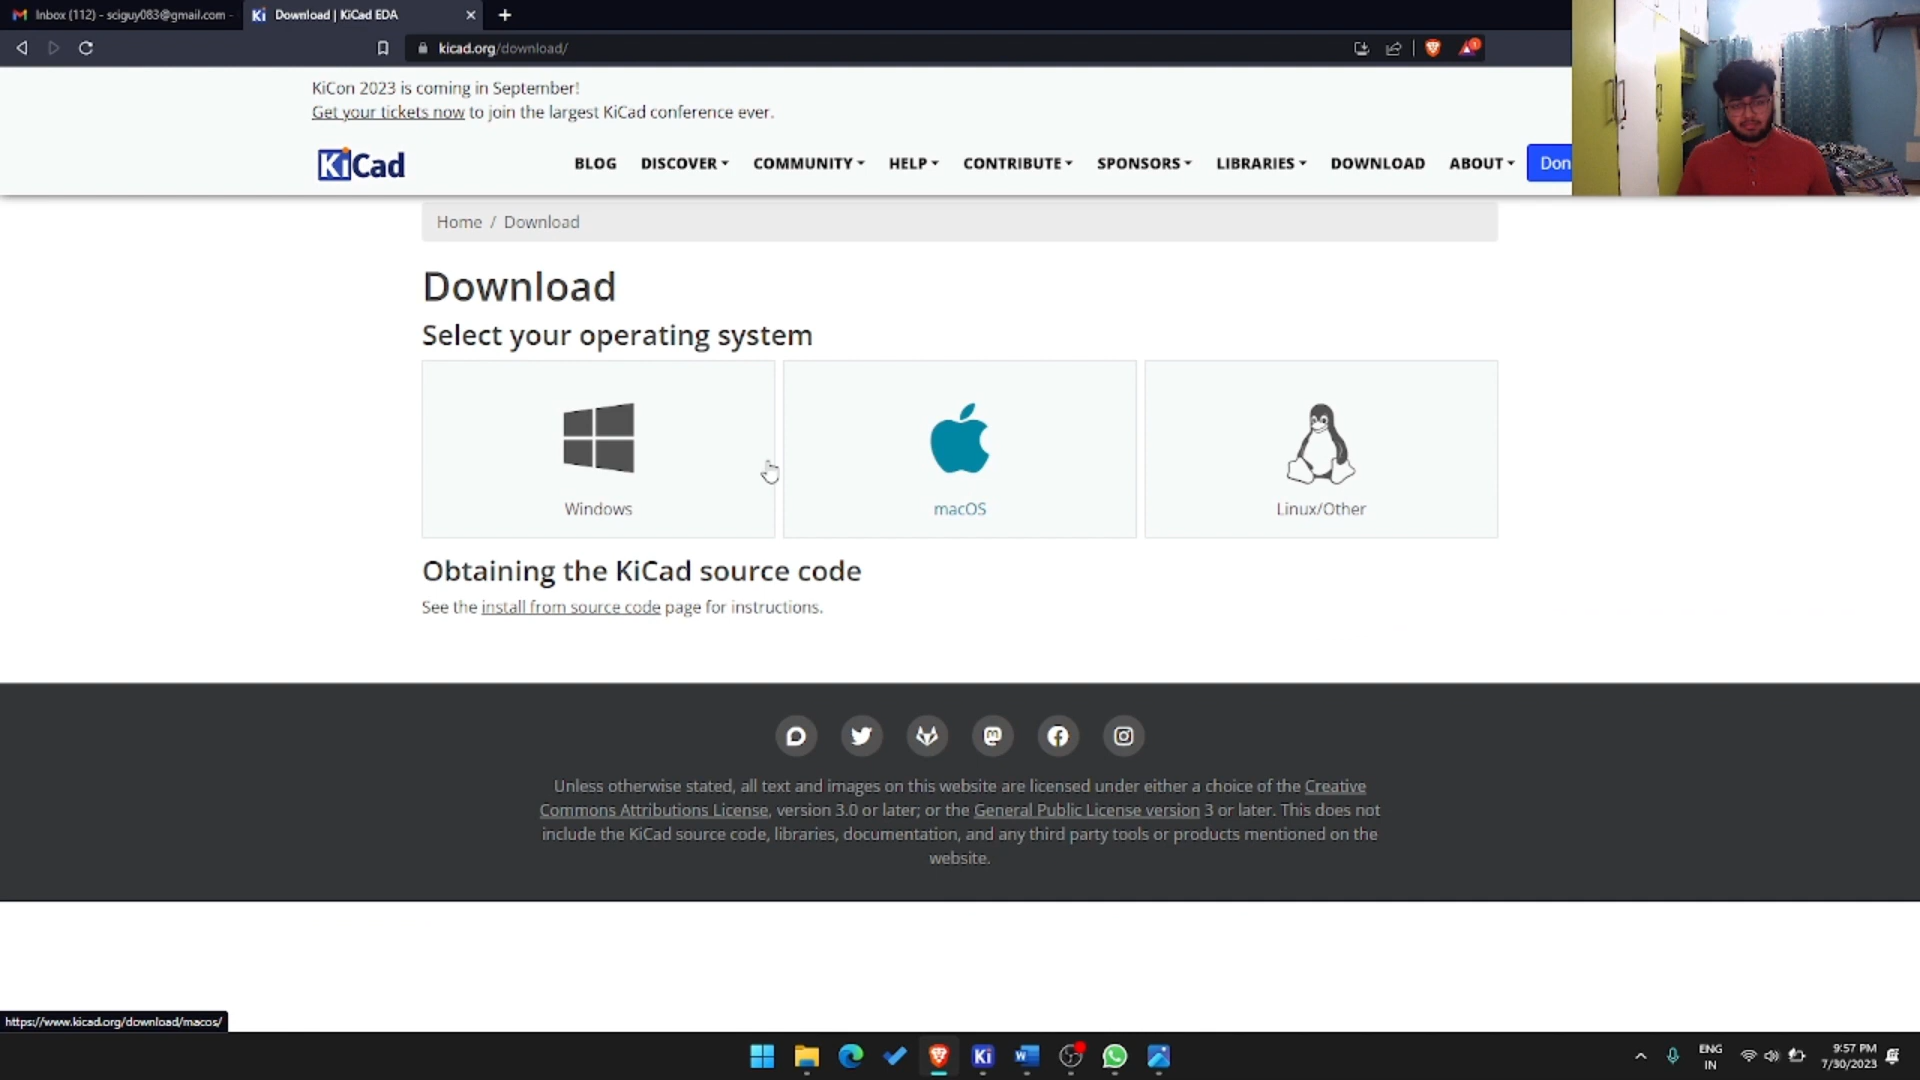 Inbox (112) - sciguy083@gmail.com -
Ki Download | KiCad EDA
kicad.org/download/
KiCon 2023 is coming in September!
Get your tickets now to join the largest KiCad conference ever.
KiCad BLOG DISCOVER COMMUNITY HELP CONTRIBUTE SPONSORS LIBRARIES DOWNLOAD ABOUT Don
Home / Download
Download
Select your operating system
Windows macOS Linux/Other
Obtaining the KiCad source code
See the install from source code page for instructions.
Unless otherwise stated, all text and images on this website are licensed under either a choice of the Creative
Commons Attributions License, version 3.0 or later; or the General Public License version 3 or later. This does not
include the KiCad source code, libraries, documentation, and any third party tools or products mentioned on the
website.
https://www.kicad.org/download/macos/
Ki
W
ENG
IN
9:57 PM
7/30/2023